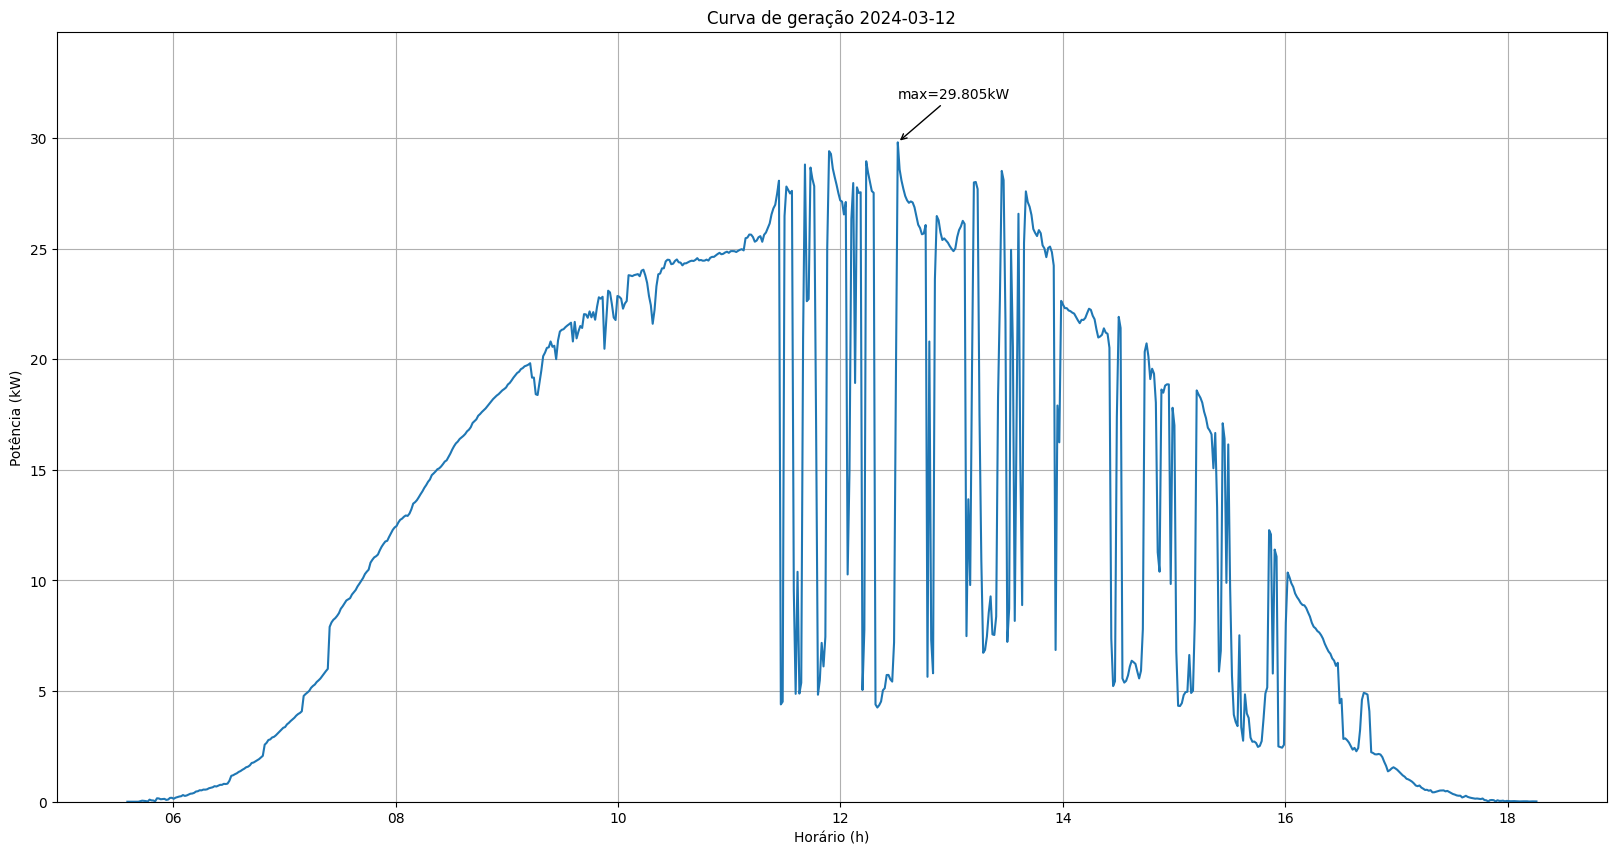 Curva de geração 2024-03-12
max=29.805kW
30
25
20
15
10
5
0
Potência (kW)
06 08 10 12 14 16 18
Horário (h)